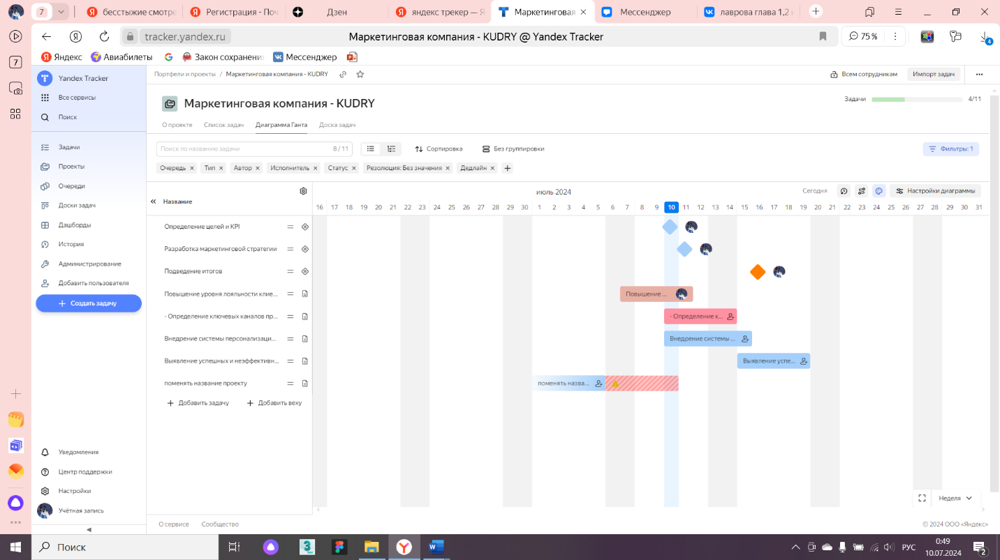 7
бесстыжие смотре
Регистрация - Поч
Дзен
яндекс трекер — Я
Маркетинговая
Мессенджер
лаврова глава 1,2 и
tracker.yandex.ru
Маркетинговая компания - KUDRY @ Yandex Tracker
75 %
4
Яндекс
Авиабилеты
Закон сохранени
Мессенджер
7
Yandex Tracker
Все сервисы
Поиск
Задачи
Проекты
Очереди
Доски задач
Дашборды
История
Администрирование
Добавить пользователя
Создать задачу
Уведомления
Центр поддержки
Настройки
Учётная запись
Портфели и проекты / Маркетинговая компания - KUDRY
Всем сотрудникам
Импорт задач
Маркетинговая компания - KUDRY
Задачи 4/11
О проекте Список задач Диаграмма Ганта Доска задач
Поиск по названию задачи 8 / 11
Сортировка
Без группировки
Фильтры: 1
Очередь × Тип × Автор × Исполнитель × Статус × Резолюция: Без значения × Дедлайн ×
Название
июль 2024
Сегодня
Настройки диаграммы
16 17 18 19 20 21 22 23 24 25 26 27 28 29 30 1 2 3 4 5 6 7 8 9 10 11 12 13 14 15 16 17 18 19 20 21 22 23 24 25 26 27 28 29 30 31
Определение целей и KPI
Разработка маркетинговой стратегии
Подведение итогов
Повышение уровня лояльности клие...
Повышение ...
- Определение ключевых каналов пр...
- Определение к...
Внедрение системы персонализаци...
Внедрение системы ...
Выявление успешных и неэффективн...
Выявление успе...
поменять название проекту
поменять назва...
Добавить задачу
Добавить веху
Неделя
О сервисе Сообщество
© 2024 ООО «Яндекс»
Поиск
РУС
0:49
10.07.2024
2